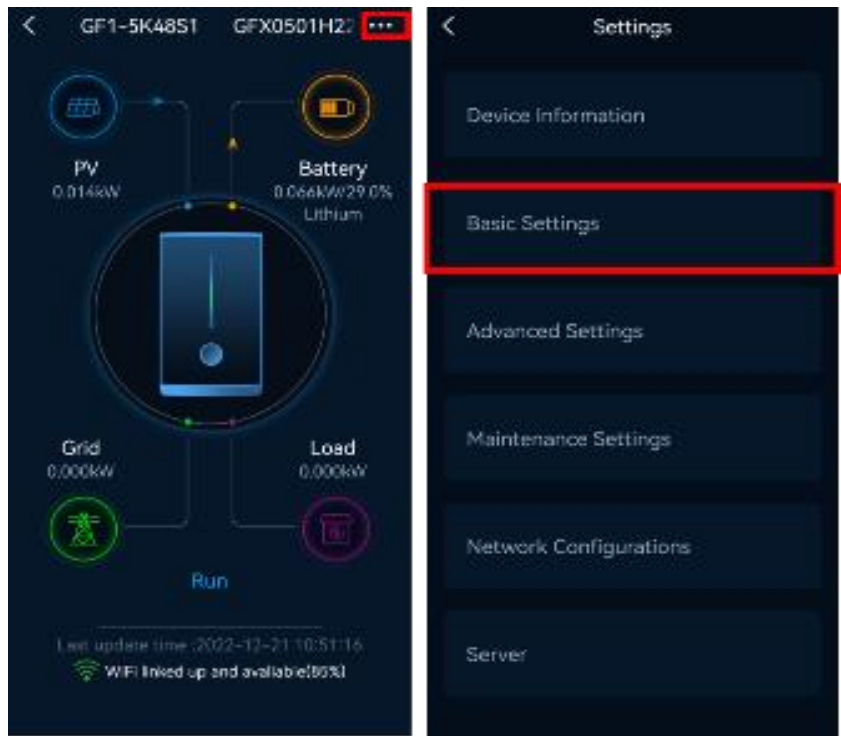 GF1-5K48S1 GFX0501H22 •••
PV
0.014kW
Battery
0.066kW/29.0%
Lithium
Grid
0.000kW
Load
0.000kW
Run
Last update time :2022-12-21 10:51:16
WiFi linked up and available(85%)
Settings
Device Information
Basic Settings
Advanced Settings
Maintenance Settings
Network Configurations
Server